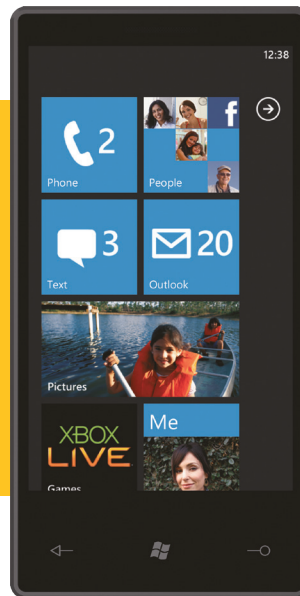 12:38
2
Phone
f
People
3
Text
20
Outlook
Pictures
XBOX
LIVE
Games
Me